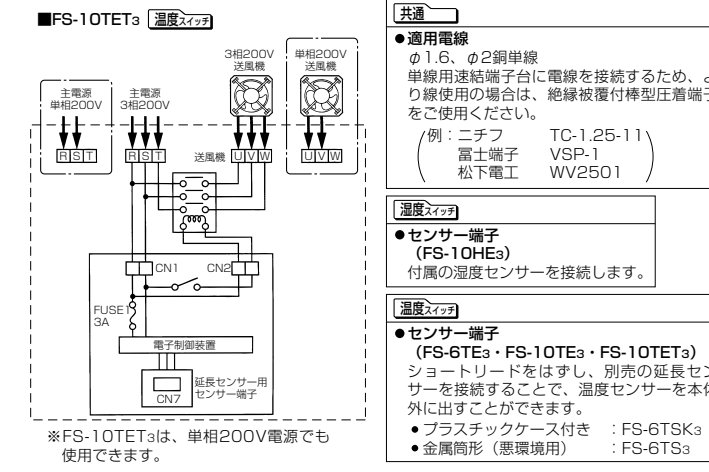 ■FS-10TET3 温度スイッチ
3相200V
送風機
単相200V
送風機
主電源
単相200V
主電源
3相200V
R S T
R S T
送風機 U V W
U V W
CN1
CN2
FUSE1
3A
電子制御装置
CN7
延長センサー用
センサー端子
※FS-10TET3は、単相200V電源でも
使用できます。
共通
●適用電線
φ1.6、φ2銅単線
単線用速結端子台に電線を接続するため、よ
り線使用の場合は、絶縁被覆付棒型圧着端子
をご使用ください。
例：ニチフ TC-1.25-11
冨士端子 VSP-1
松下電工 WV2501
湿度スイッチ
●センサー端子
(FS-10HE3)
付属の湿度センサーを接続します。
温度スイッチ
●センサー端子
(FS-6TE3・FS-10TE3・FS-10TET3)
ショートリードをはずし、別売の延長セン
サーを接続することで、温度センサーを本体
外に出すことができます。
●プラスチックケース付き ：FS-6TSK3
●金属筒形（悪環境用） ：FS-6TS3